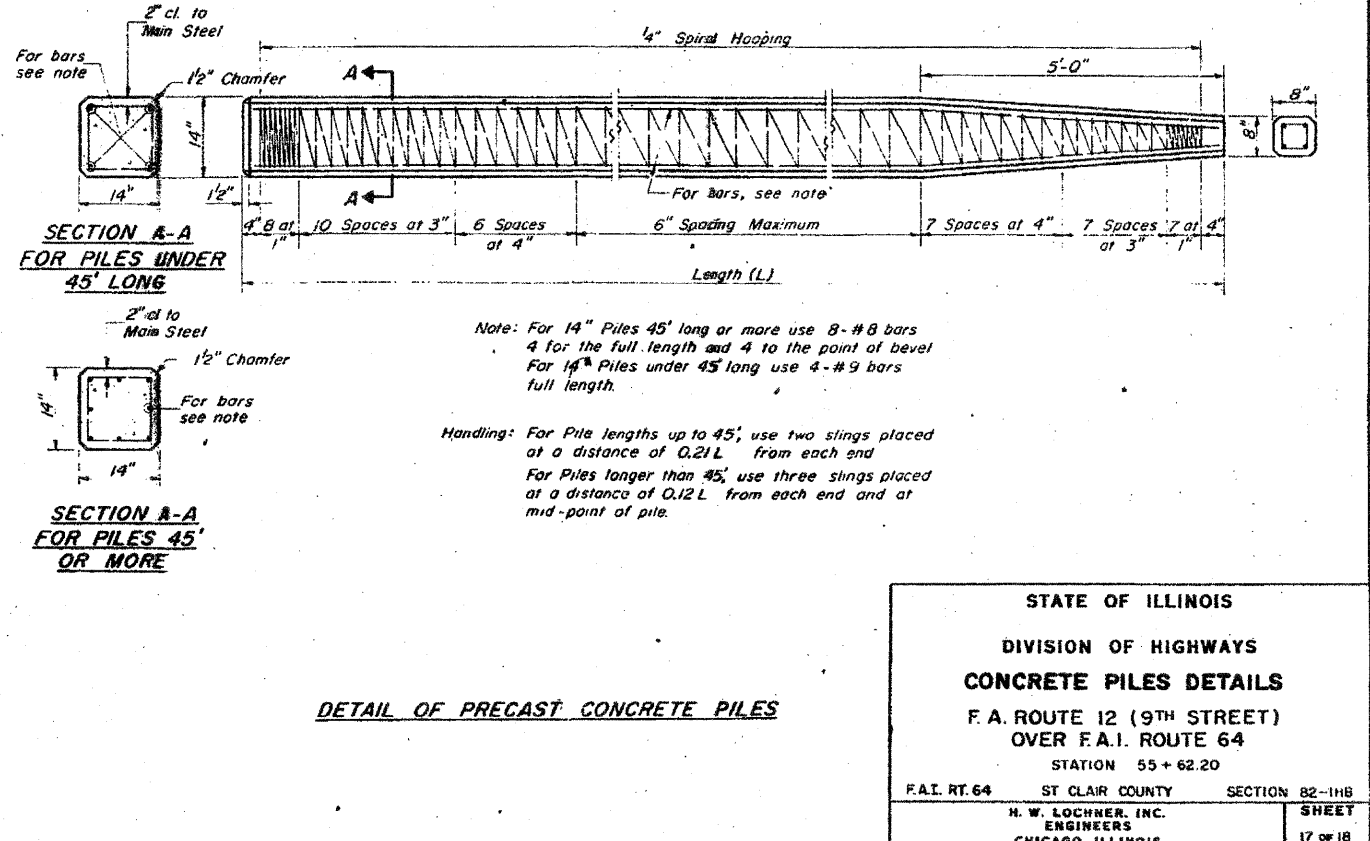 2" cl. to
Main Steel
For bars
see note
1½" Chamfer
14"
14"
SECTION A-A
FOR PILES UNDER
45' LONG
¼" Spiral Hooping
5'-0"
A
A
8"
8"
1½"
For Bars, see note
4" 8 at 1" 10 Spaces at 3" 6 Spaces at 4" 6" Spacing Maximum 7 Spaces at 4" 7 Spaces at 3" 7 at 1" 4"
Length (L)
2" cl to
Main Steel
1½" Chamfer
14"
For bars
see note
14"
SECTION A-A
FOR PILES 45'
OR MORE
Note: For 14" Piles 45' long or more use 8-#8 bars
4 for the full length and 4 to the point of bevel
For 14" Piles under 45' long use 4-#9 bars
full length.
Handling: For Pile lengths up to 45', use two slings placed
at a distance of 0.21 L from each end
For Piles longer than 45', use three slings placed
at a distance of 0.12 L from each end and at
mid-point of pile.
DETAIL OF PRECAST CONCRETE PILES
STATE OF ILLINOIS
DIVISION OF HIGHWAYS
CONCRETE PILES DETAILS
F. A. ROUTE 12 (9TH STREET)
OVER F.A.I. ROUTE 64
STATION 55 + 62.20
F.A.I. RT. 64 ST CLAIR COUNTY SECTION 82-1HB
H. W. LOCHNER, INC.
ENGINEERS
CHICAGO, ILLINOIS
SHEET
17 OF 18